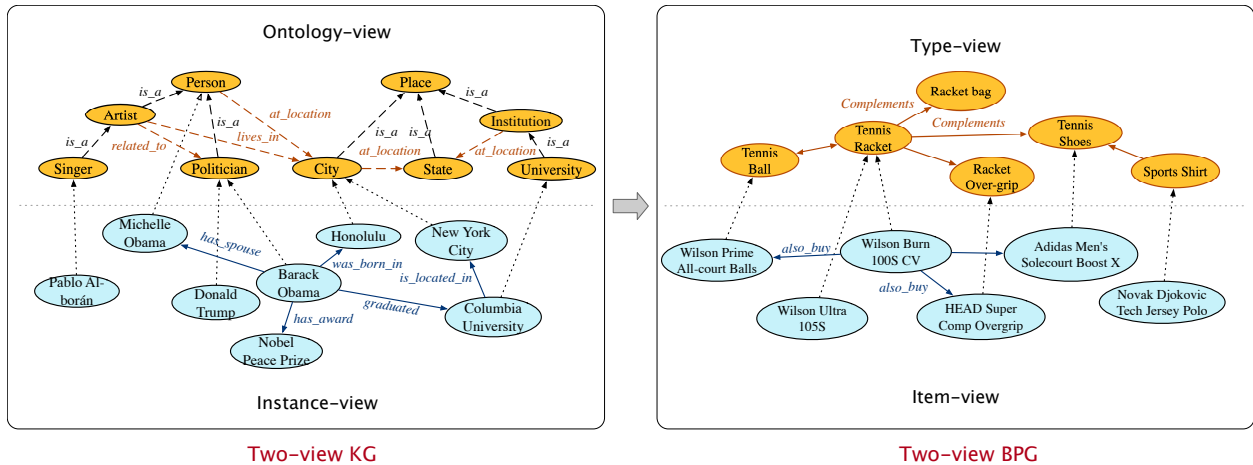 Ontology-view
Person
Place
is_a
is_a
at_location
Artist
Institution
is_a
is_a
is_a
is_a
is_a
related_to
lives_in
at_location
at_location
Singer
Politician
City
State
University
Michelle
Obama
has_spouse
Honolulu
New York
City
was_born_in
is_located_in
Pablo Al-
borán
Donald
Trump
Barack
Obama
graduated
Columbia
University
has_award
Nobel
Peace Prize
Instance-view
Two-view KG
Type-view
Racket bag
Complements
Complements
Tennis
Racket
Tennis
Shoes
Tennis
Ball
Racket
Over-grip
Sports Shirt
Wilson Prime
All-court Balls
also_buy
Wilson Burn
100S CV
Adidas Men's
Solecourt Boost X
also_buy
Wilson Ultra
105S
HEAD Super
Comp Overgrip
Novak Djokovic
Tech Jersey Polo
Item-view
Two-view BPG